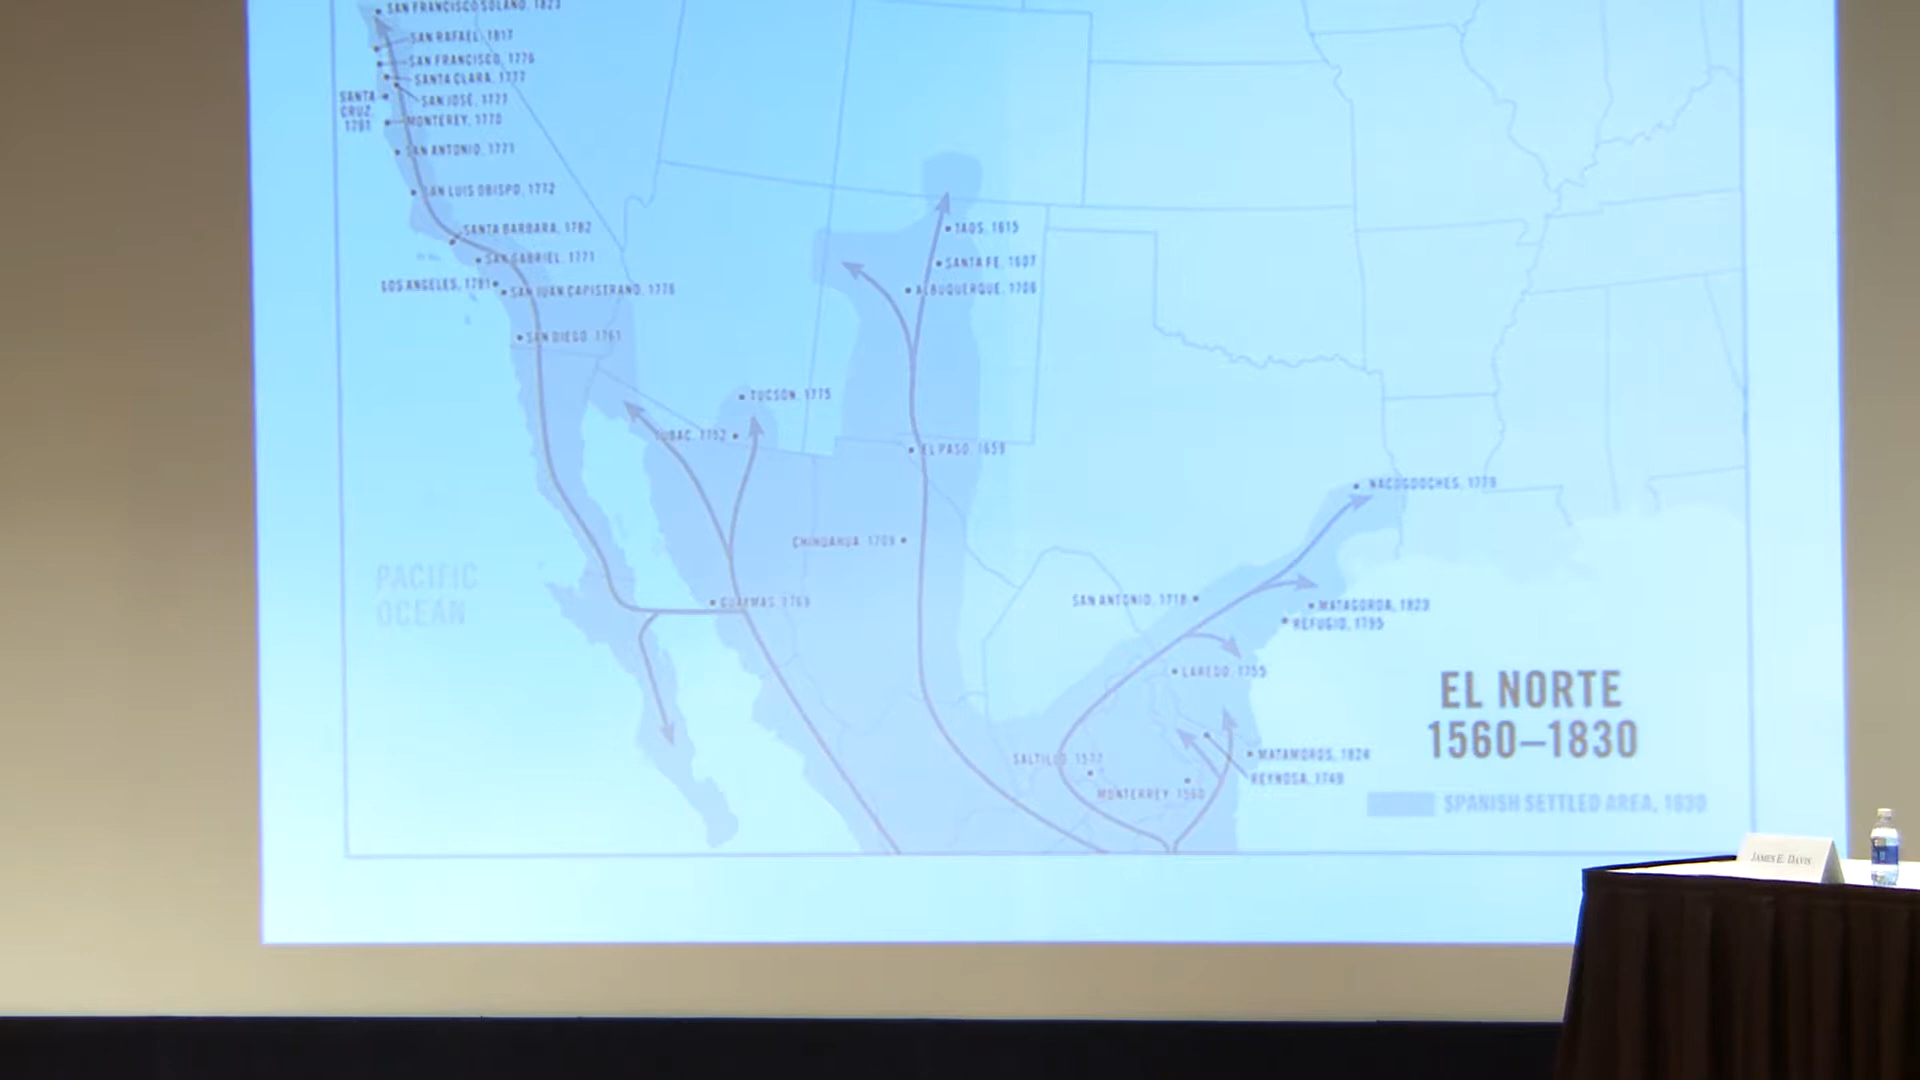 SAN FRANCISCO SOLANO, 1823
SAN RAFAEL, 1817
SAN FRANCISCO, 1776
SANTA CLARA, 1777
SANTA
CRUZ,
1791
SAN JOSÉ, 1777
MONTEREY, 1770
SAN ANTONIO, 1771
SAN LUIS OBISPO, 1772
SANTA BARBARA, 1782
SAN GABRIEL, 1771
LOS ANGELES, 1781
SAN JUAN CAPISTRANO, 1776
SAN DIEGO, 1761
TAOS, 1615
SANTA FE, 1607
ALBUQUERQUE, 1706
TUCSON, 1775
TUBAC, 1752
EL PASO, 1659
NACOGDOCHES, 1779
CHIHUAHUA, 1709
PACIFIC
OCEAN
GUAYMAS, 1769
SAN ANTONIO, 1718
MATAGORDA, 1823
REFUGIO, 1795
LAREDO, 1755
EL NORTE
1560–1830
SALTILLO, 1577
MATAMOROS, 1824
REYNOSA, 1749
MONTERREY, 1560
SPANISH SETTLED AREA, 1830
JAMES E. DAVIS